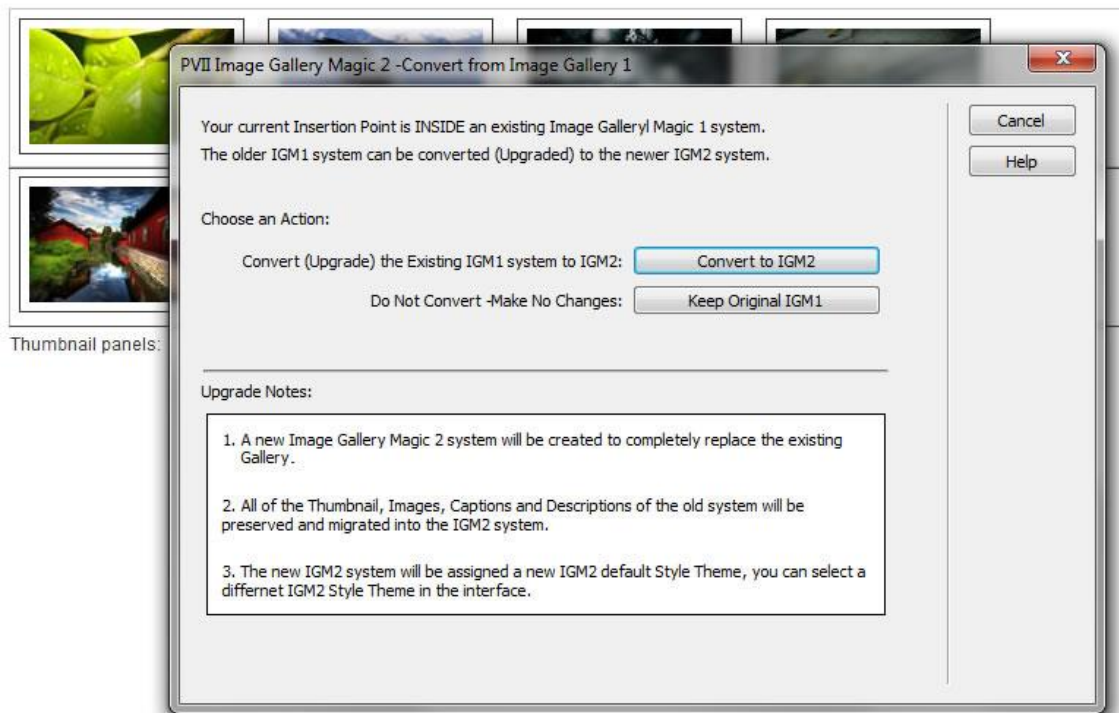 PVII Image Gallery Magic 2 -Convert from Image Gallery 1
Your current Insertion Point is INSIDE an existing Image Galleryl Magic 1 system.
The older IGM1 system can be converted (Upgraded) to the newer IGM2 system.
Cancel
Help
Choose an Action:
Convert (Upgrade) the Existing IGM1 system to IGM2:
Convert to IGM2
Do Not Convert -Make No Changes:
Keep Original IGM1
Thumbnail panels:
Upgrade Notes:
1. A new Image Gallery Magic 2 system will be created to completely replace the existing
Gallery.
2. All of the Thumbnail, Images, Captions and Descriptions of the old system will be
preserved and migrated into the IGM2 system.
3. The new IGM2 system will be assigned a new IGM2 default Style Theme, you can select a
differnet IGM2 Style Theme in the interface.